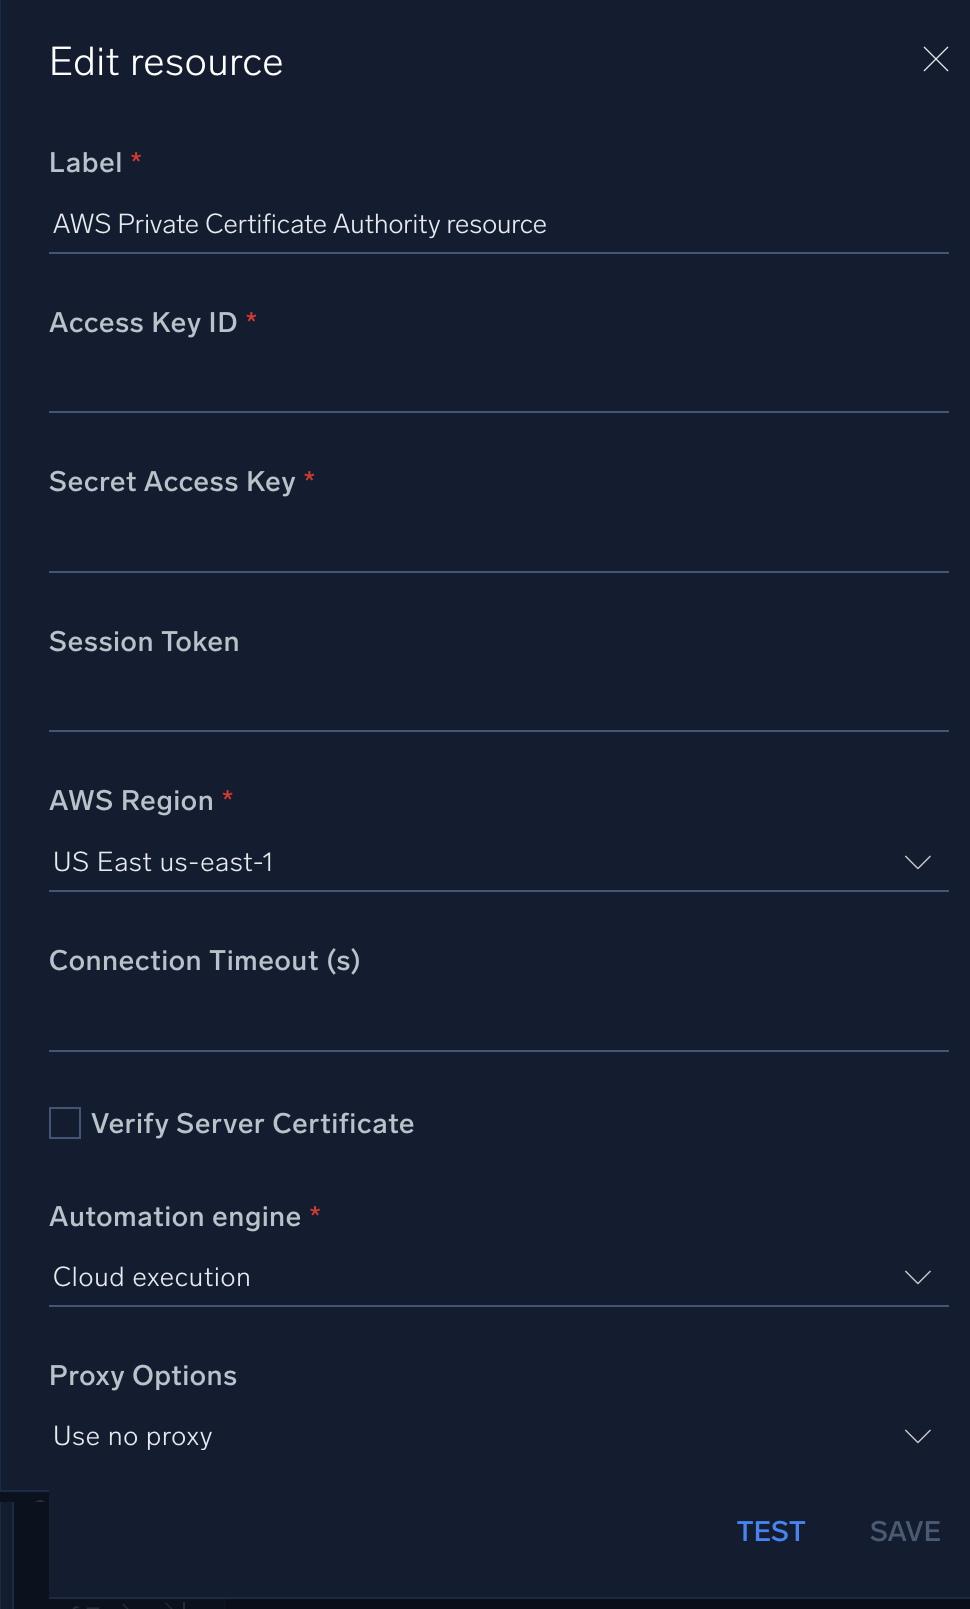 Edit resource
Label *
AWS Private Certificate Authority resource
Access Key ID *
Secret Access Key *
Session Token
AWS Region *
US East us-east-1
Connection Timeout (s)
Verify Server Certificate
Automation engine *
Cloud execution
Proxy Options
Use no proxy
TEST SAVE